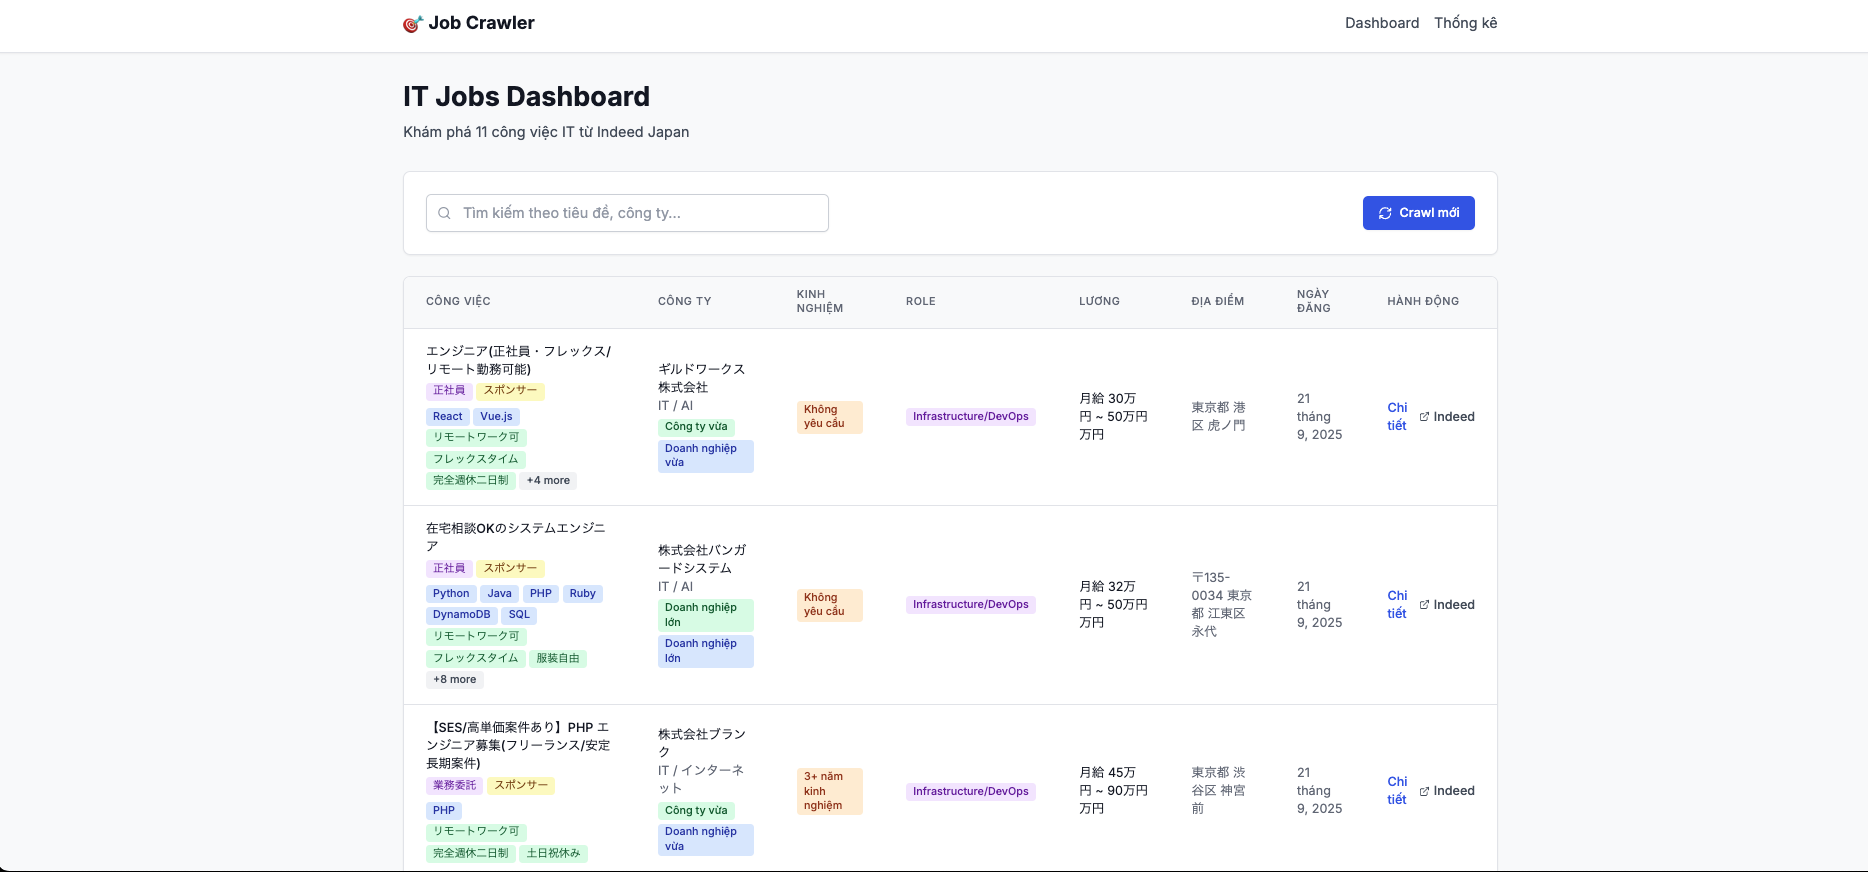 🎯 Job Crawler
Dashboard Thống kê
IT Jobs Dashboard
Khám phá 11 công việc IT từ Indeed Japan
Tìm kiếm theo tiêu đề, công ty...
Crawl mới
CÔNG VIỆC
CÔNG TY
KINH
NGHIỆM
ROLE
LƯƠNG
ĐỊA ĐIỂM
NGÀY
ĐĂNG
HÀNH ĐỘNG
エンジニア(正社員・フレックス/
リモート勤務可能)
正社員 スポンサー
React Vue.js
リモートワーク可
フレックスタイム
完全週休二日制 +4 more
ギルドワークス
株式会社
IT / AI
Công ty vừa
Doanh nghiệp
vừa
Không
yêu cầu
Infrastructure/DevOps
月給 30万
円 ~ 50万円
万円
東京都 港
区 虎ノ門
21
tháng
9, 2025
Chi
tiết
Indeed
在宅相談OKのシステムエンジニ
ア
正社員 スポンサー
Python Java PHP Ruby
DynamoDB SQL
リモートワーク可
フレックスタイム 服装自由
+8 more
株式会社バンガ
ードシステム
IT / AI
Doanh nghiệp
lớn
Doanh nghiệp
lớn
Không
yêu cầu
Infrastructure/DevOps
月給 32万
円 ~ 50万円
万円
〒135-
0034 東京
都 江東区
永代
21
tháng
9, 2025
Chi
tiết
Indeed
【SES/高単価案件あり】PHP エ
ンジニア募集(フリーランス/安定
長期案件)
業務委託 スポンサー
PHP
リモートワーク可
完全週休二日制 土日祝休み
株式会社ブラン
ク
IT / インターネ
ット
Công ty vừa
Doanh nghiệp
vừa
3+ năm
kinh
nghiệm
Infrastructure/DevOps
月給 45万
円 ~ 90万円
万円
東京都 渋
谷区 神宮
前
21
tháng
9, 2025
Chi
tiết
Indeed